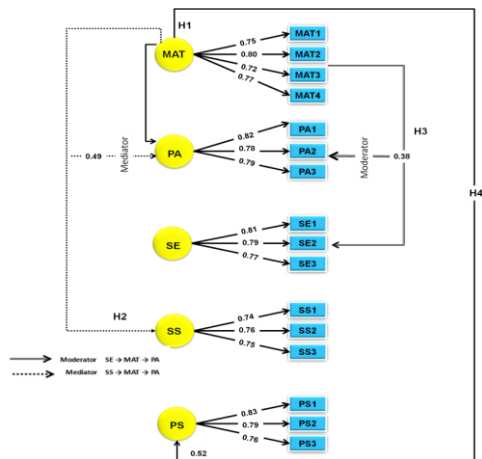 H1
MAT
0.75
0.80
0.72
0.77
MAT1
MAT2
MAT3
MAT4
H3
Mediator
0.49
PA
0.82
0.78
0.79
PA1
PA2
PA3
Moderator
0.38
H4
SE
0.81
0.79
0.77
SE1
SE2
SE3
H2
SS
0.74
0.76
0.75
SS1
SS2
SS3
Moderator SE → MAT → PA
Mediator SS → MAT → PA
PS
0.83
0.79
0.76
PS1
PS2
PS3
0.52